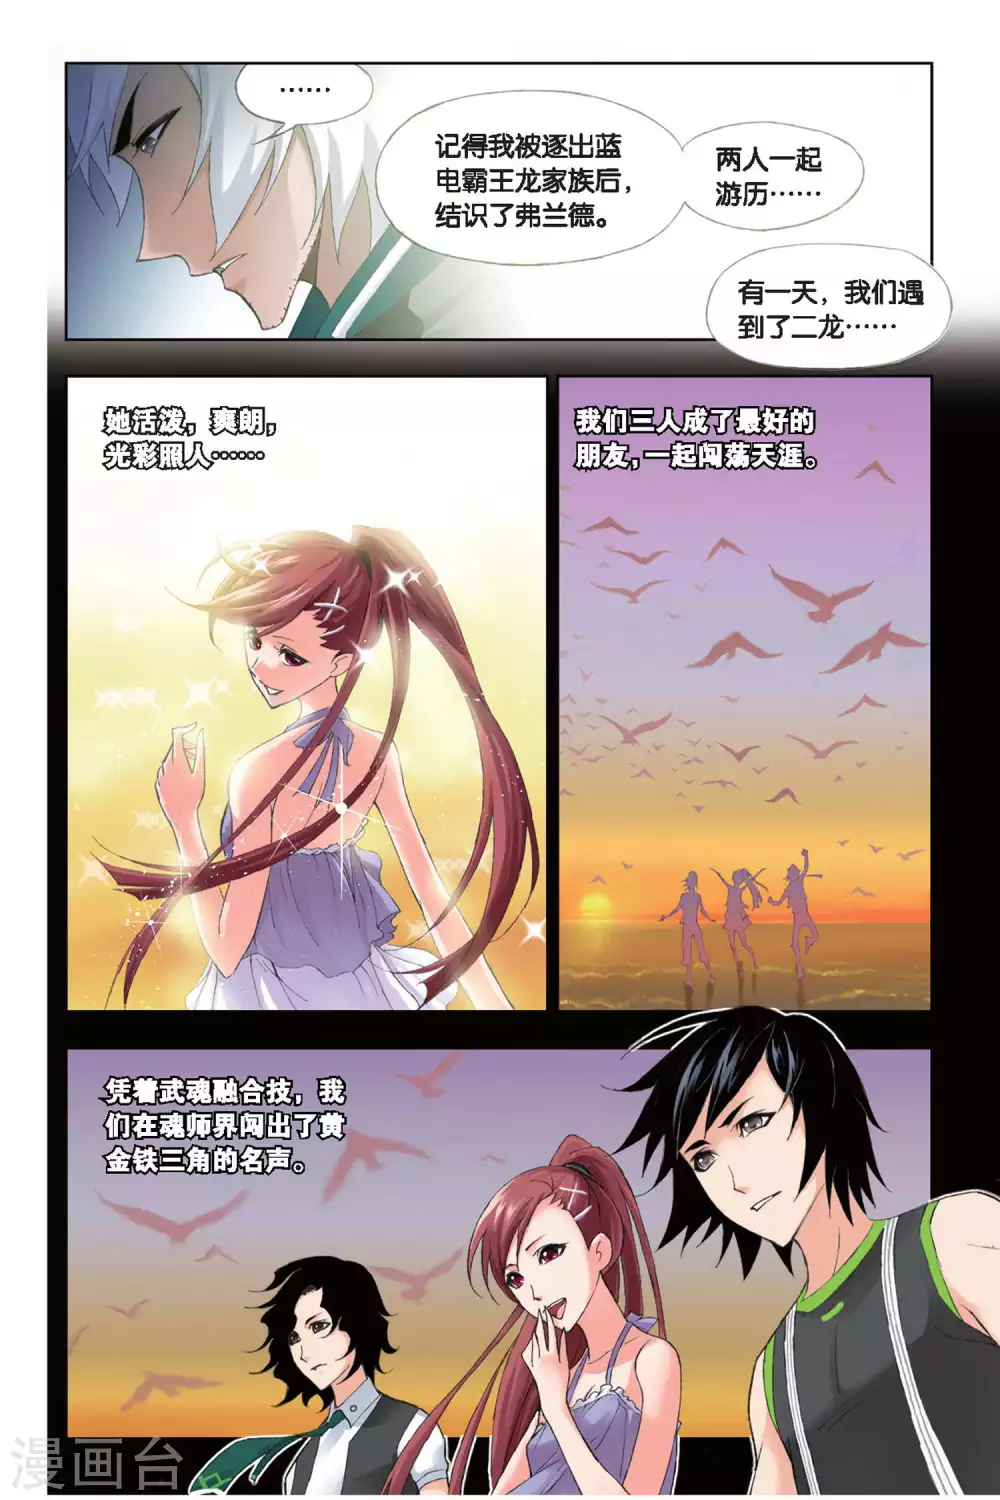 ……
记得我被逐出蓝
电霸王龙家族后，
结识了弗兰德。
两人一起
游历……
有一天，我们遇
到了二龙……
她活泼，爽朗，
光彩照人……
我们三人成了最好的
朋友，一起闯荡天涯。
凭着武魂融合技，我
们在魂师界闯出了黄
金铁三角的名声。
漫画台